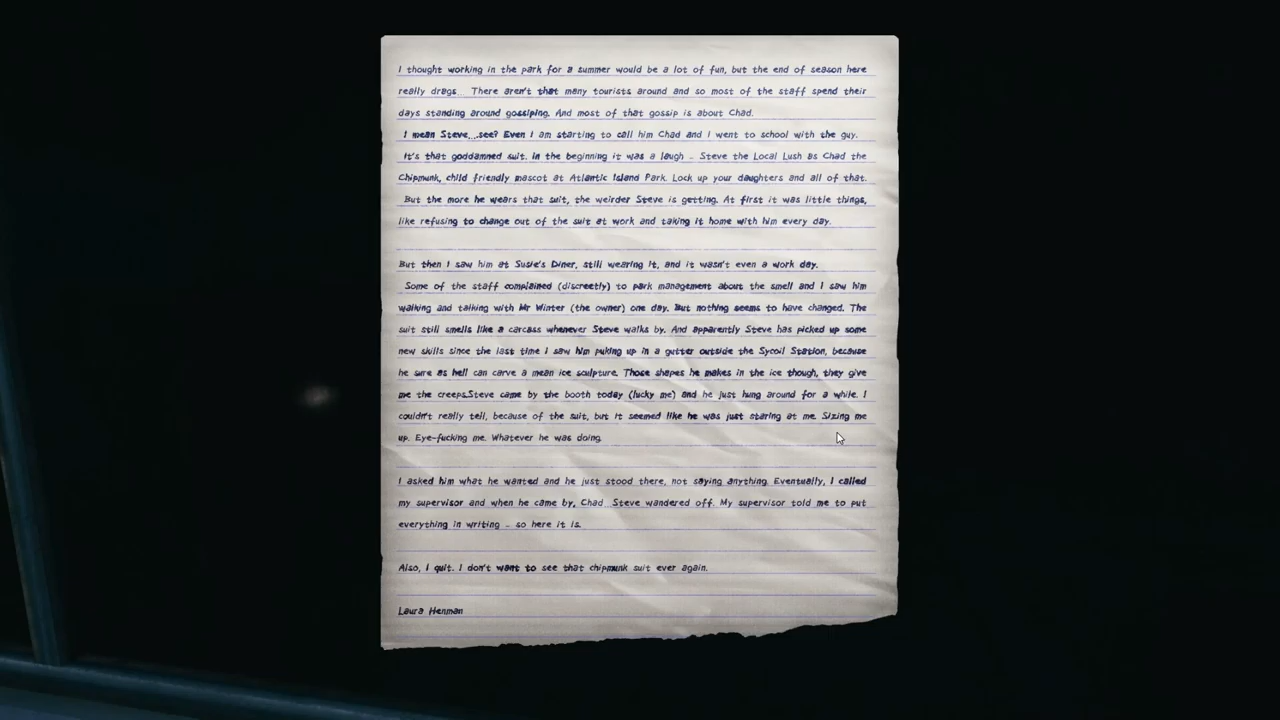 I thought working in the park for a summer would be a lot of fun, but the end of season here
really drags... There aren't that many tourists around and so most of the staff spend their
days standing around gossiping. And most of that gossip is about Chad.
I mean Steve...see? Even I am starting to call him Chad and I went to school with the guy.
It's that goddamned suit. In the beginning it was a laugh - Steve the Local Lush as Chad the
Chipmunk, child friendly mascot at Atlantic Island Park. Lock up your daughters and all of that.
But the more he wears that suit, the weirder Steve is getting. At first it was little things,
like refusing to change out of the suit at work and taking it home with him every day.
But then I saw him at Susie's Diner, still wearing it, and it wasn't even a work day.
Some of the staff complained (discreetly) to park management about the smell and I saw him
walking and talking with Mr Winter (the owner) one day. But nothing seems to have changed. The
suit still smells like a carcass whenever Steve walks by. And apparently Steve has picked up some
new skills since the last time I saw him puking up in a gutter outside the Sycoil Station, because
he sure as hell can carve a mean ice sculpture. Those shapes he makes in the ice though, they give
me the creeps.Steve came by the booth today (lucky me) and he just hung around for a while. I
couldn't really tell, because of the suit, but it seemed like he was just staring at me. Sizing me
up. Eye-fucking me. Whatever he was doing.
I asked him what he wanted and he just stood there, not saying anything. Eventually, I called
my supervisor and when he came by, Chad...Steve wandered off. My supervisor told me to put
everything in writing - so here it is.
Also, I quit. I don't want to see that chipmunk suit ever again.
Laura Henman